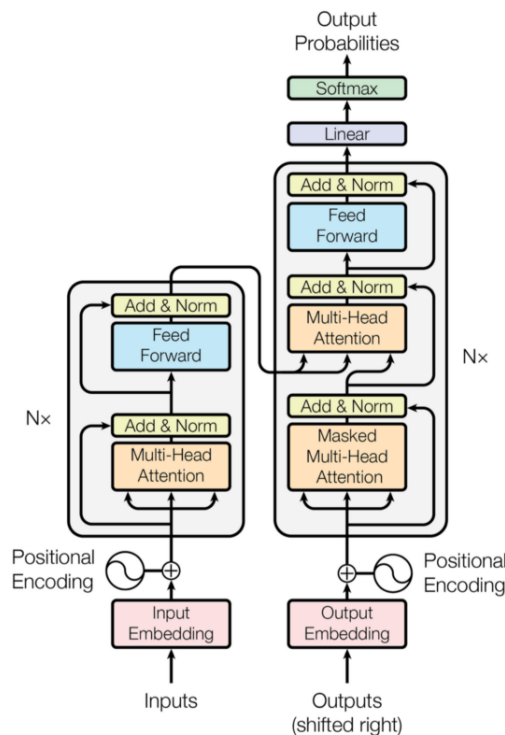 Output
Probabilities
Softmax
Linear
Add & Norm
Feed
Forward
Add & Norm
Multi-Head
Attention
Nx
Add & Norm
Masked
Multi-Head
Attention
Add & Norm
Feed
Forward
Nx
Add & Norm
Multi-Head
Attention
Positional
Encoding
Positional
Encoding
Input
Embedding
Output
Embedding
Inputs
Outputs
(shifted right)